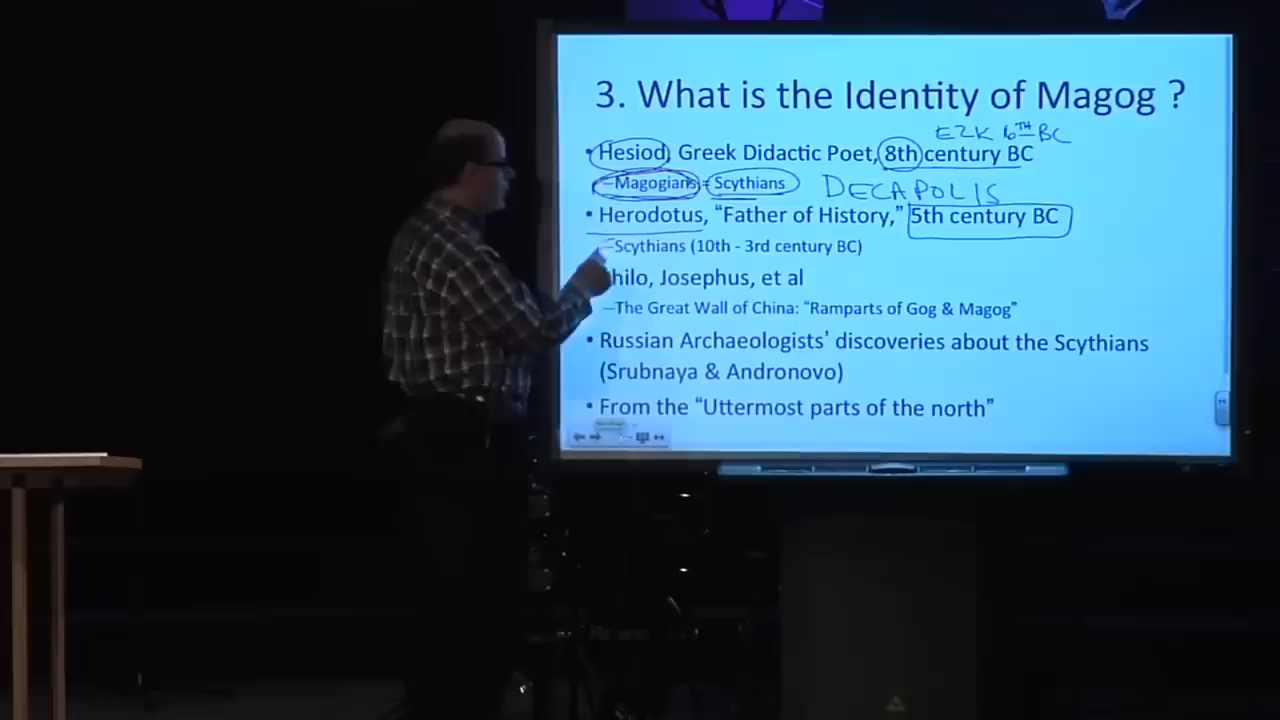 3. What is the Identity of Magog ?
EZK 6TH BC
• Hesiod, Greek Didactic Poet, 8th century BC
–Magogians = Scythians DECAPOLIS
• Herodotus, “Father of History,” 5th century BC
–Scythians (10th - 3rd century BC)
hilo, Josephus, et al
–The Great Wall of China: “Ramparts of Gog & Magog”
• Russian Archaeologists’ discoveries about the Scythians
(Srubnaya & Andronovo)
• From the “Uttermost parts of the north”